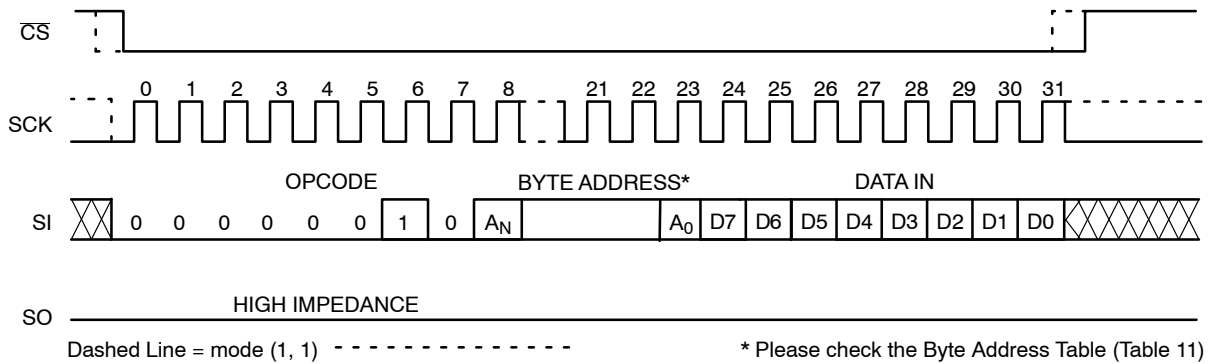 CS
0 1 2 3 4 5 6 7 8 21 22 23 24 25 26 27 28 29 30 31
SCK
OPCODE BYTE ADDRESS* DATA IN
SI 0 0 0 0 0 0 1 0 AN A0 D7 D6 D5 D4 D3 D2 D1 D0
HIGH IMPEDANCE
SO
Dashed Line = mode (1, 1) * Please check the Byte Address Table (Table 11)